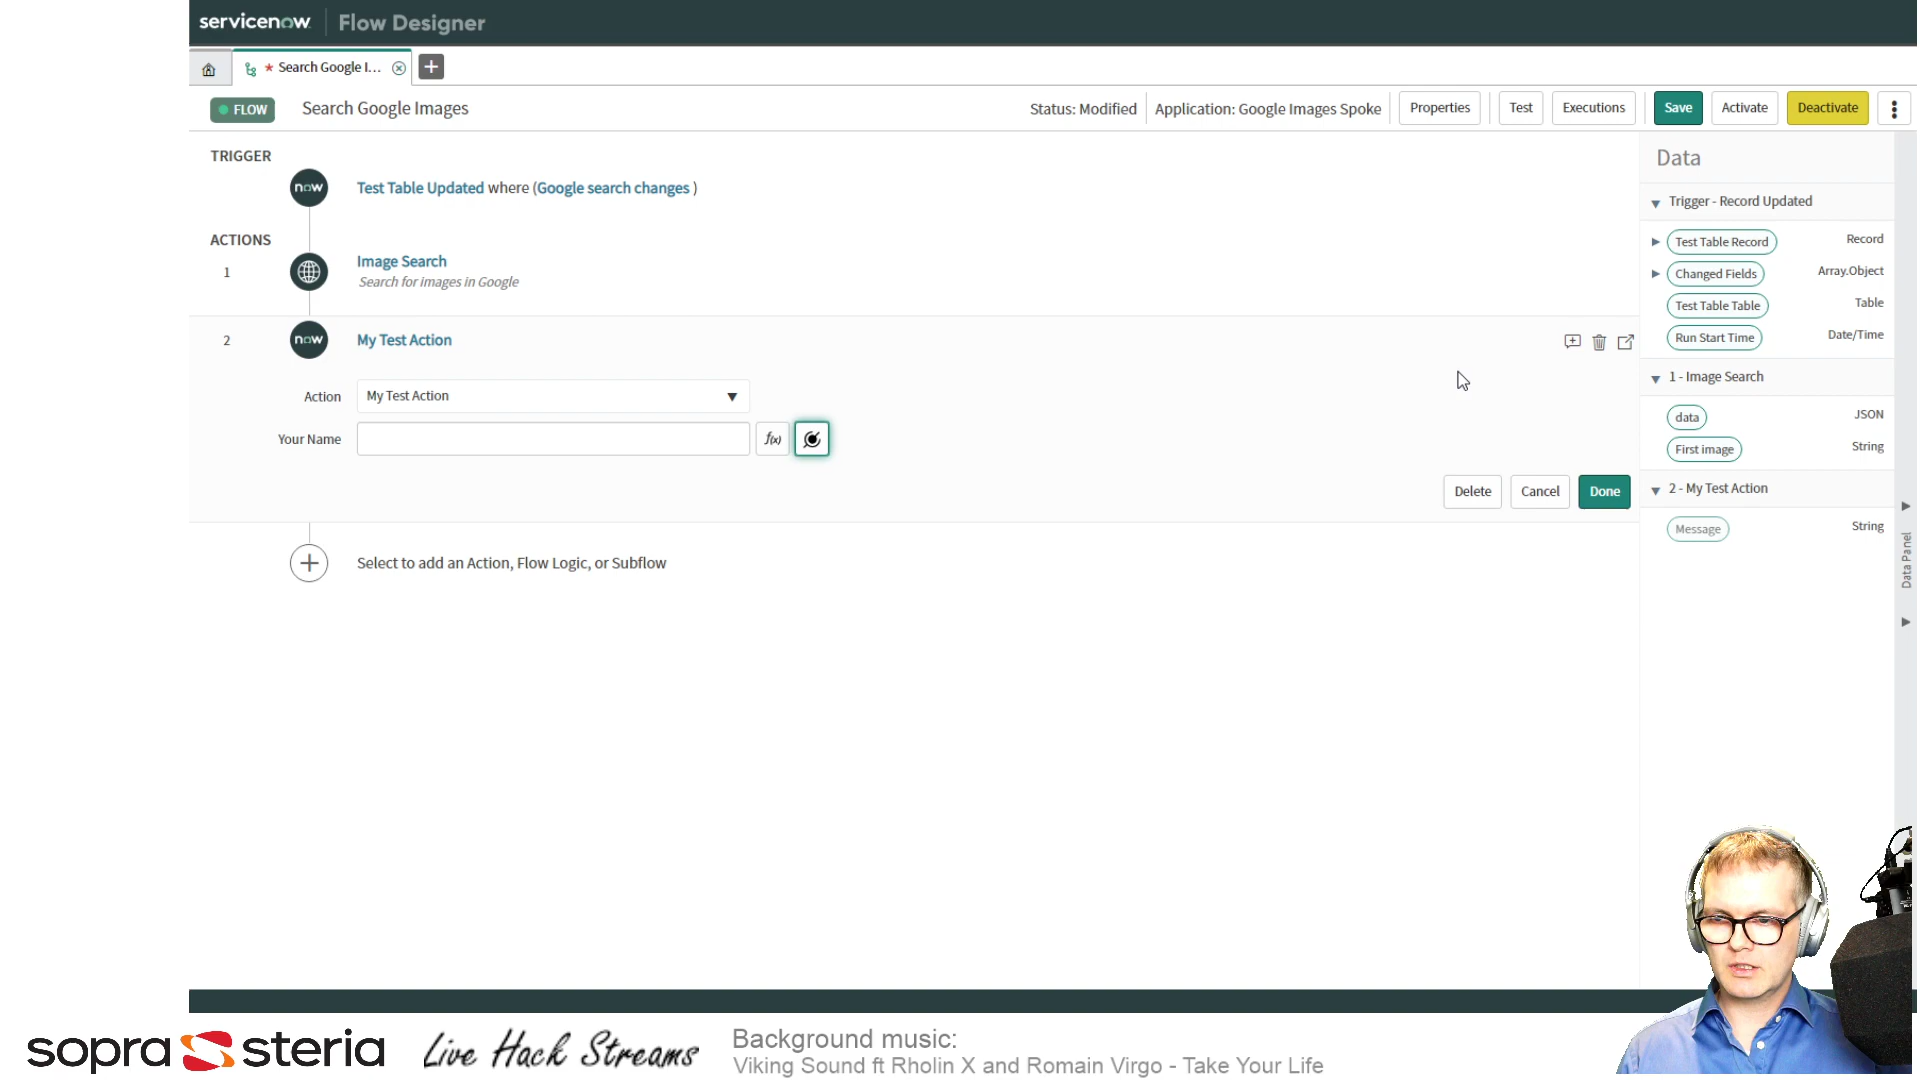 servicenow Flow Designer
* Search Google I...
FLOW Search Google Images Status: Modified Application: Google Images Spoke Properties Test Executions Save Activate Deactivate
TRIGGER
now Test Table Updated where (Google search changes )
ACTIONS
1 Image Search
Search for images in Google
2 now My Test Action
Action My Test Action
Your Name f(x)
Delete Cancel Done
Select to add an Action, Flow Logic, or Subflow
Data
Trigger - Record Updated
Test Table Record Record
Changed Fields Array.Object
Test Table Table Table
Run Start Time Date/Time
1 - Image Search
data JSON
First image String
2 - My Test Action
Message String
Data Panel
sopra steria Live Hack Streams
Background music:
Viking Sound ft Rholin X and Romain Virgo - Take Your Life